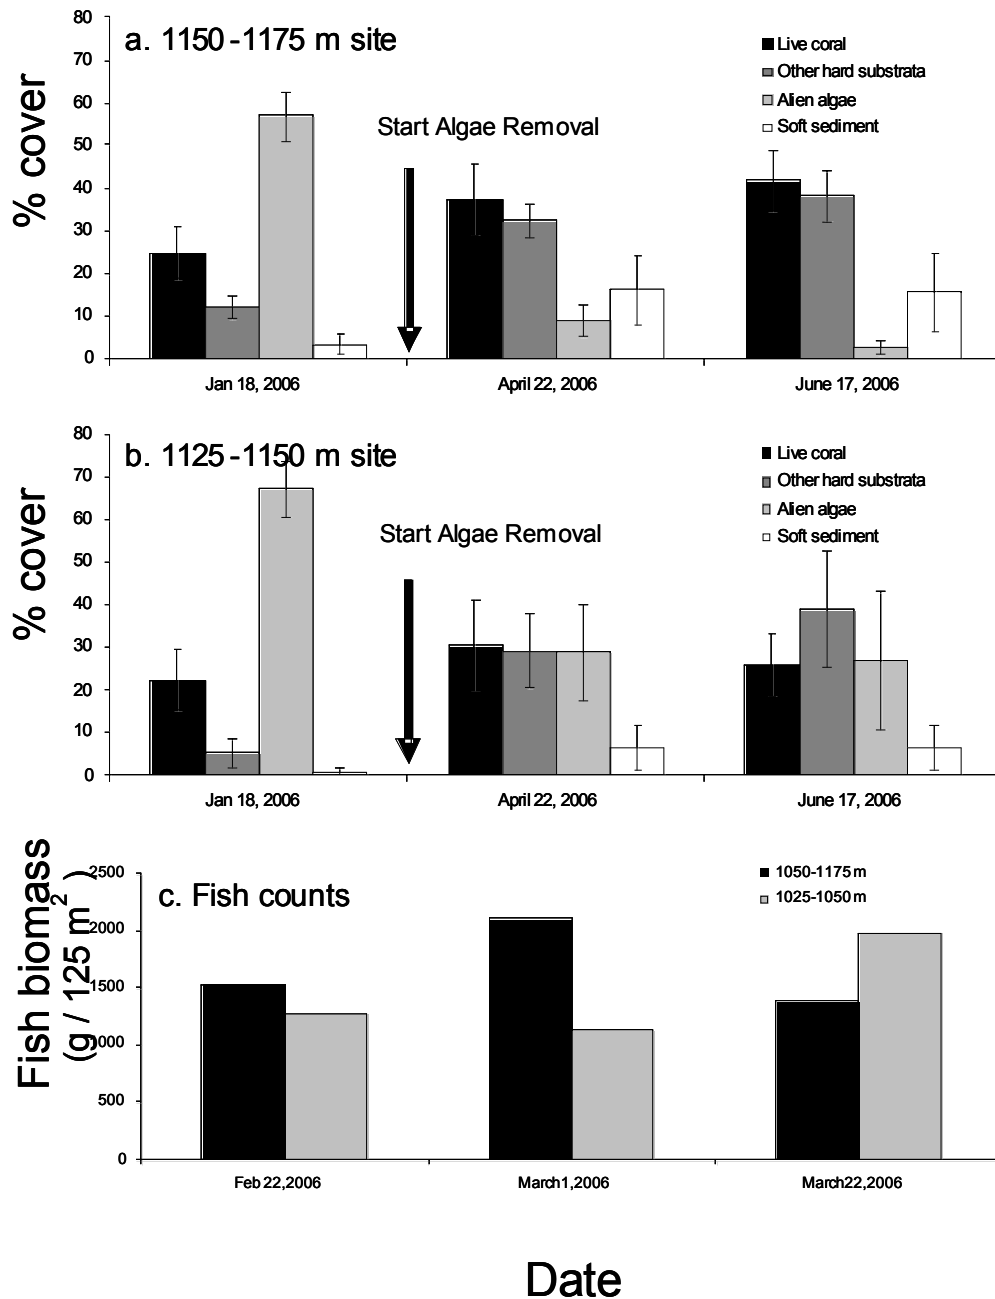 80
70
60
50
40
30
20
10
0
% cover
a. 1150-1175 m site
Live coral
Other hard substrata
Alien algae
Soft sediment
Start Algae Removal
Jan 18, 2006
April 22, 2006
June 17, 2006
80
70
60
50
40
30
20
10
0
% cover
b. 1125-1150 m site
Live coral
Other hard substrata
Alien algae
Soft sediment
Start Algae Removal
Jan 18, 2006
April 22, 2006
June 17, 2006
Fish biomass
(g / 125 m²)
2500
2000
1500
1000
500
0
c. Fish counts
1050-1175 m
1025-1050 m
Feb 22,2006
March1,2006
March22,2006
Date